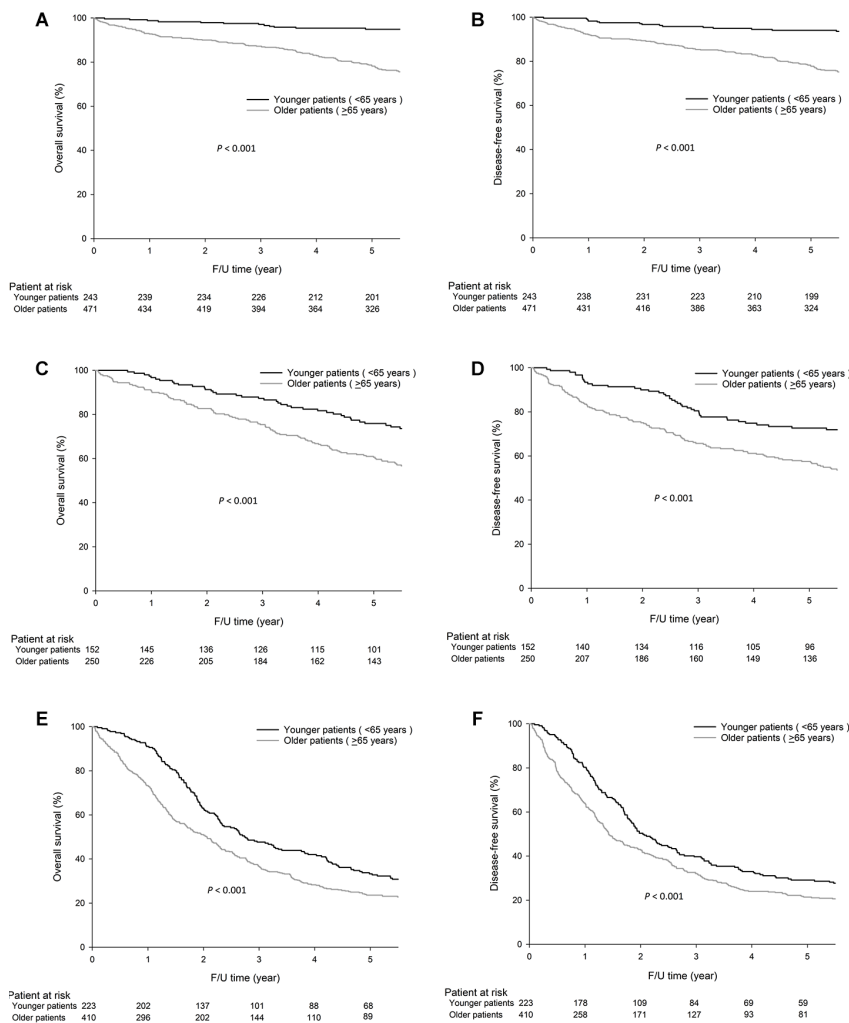 A
Overall survival (%)
100
80
60
40
20
0
Younger patients ( <65 years )
Older patients ( ≥65 years)
P < 0.001
0 1 2 3 4 5
F/U time (year)
Patient at risk
Younger patients 243 239 234 226 212 201
Older patients 471 434 419 394 364 326
B
Disease-free survival (%)
100
80
60
40
20
0
Younger patients ( <65 years )
Older patients ( ≥65 years)
P < 0.001
0 1 2 3 4 5
F/U time (year)
Patient at risk
Younger patients 243 238 231 223 210 199
Older patients 471 431 416 386 363 324
C
Overall survival (%)
100
80
60
40
20
0
Younger patients ( <65 years )
Older patients ( ≥65 years)
P < 0.001
0 1 2 3 4 5
F/U time (year)
Patient at risk
Younger patients 152 145 136 126 115 101
Older patients 250 226 205 184 162 143
D
Disease-free survival (%)
100
80
60
40
20
0
Younger patients ( <65 years )
Older patients ( ≥65 years)
P < 0.001
0 1 2 3 4 5
F/U time (year)
Patient at risk
Younger patients 152 140 134 116 105 96
Older patients 250 207 186 160 149 136
E
Overall survival (%)
100
80
60
40
20
0
Younger patients ( <65 years )
Older patients ( ≥65 years)
P < 0.001
0 1 2 3 4 5
F/U time (year)
Patient at risk
Younger patients 223 202 137 101 88 68
Older patients 410 296 202 144 110 89
F
Disease-free survival (%)
100
80
60
40
20
0
Younger patients ( <65 years )
Older patients ( ≥65 years)
P < 0.001
0 1 2 3 4 5
F/U time (year)
Patient at risk
Younger patients 223 178 109 84 69 59
Older patients 410 258 171 127 93 81